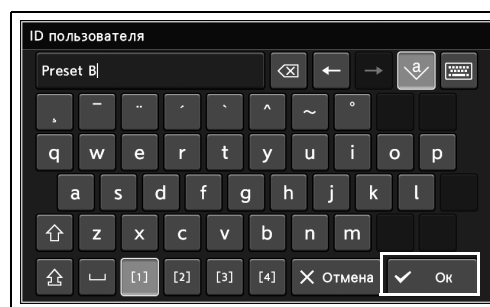 ID пользователя
Preset B
a
¸ ¯ ¨ ´ ` ^ ~ °
q w e r t y u i o p
a s d f g h j k l
z x c v b n m
[1] [2] [3] [4] Отмена Ок